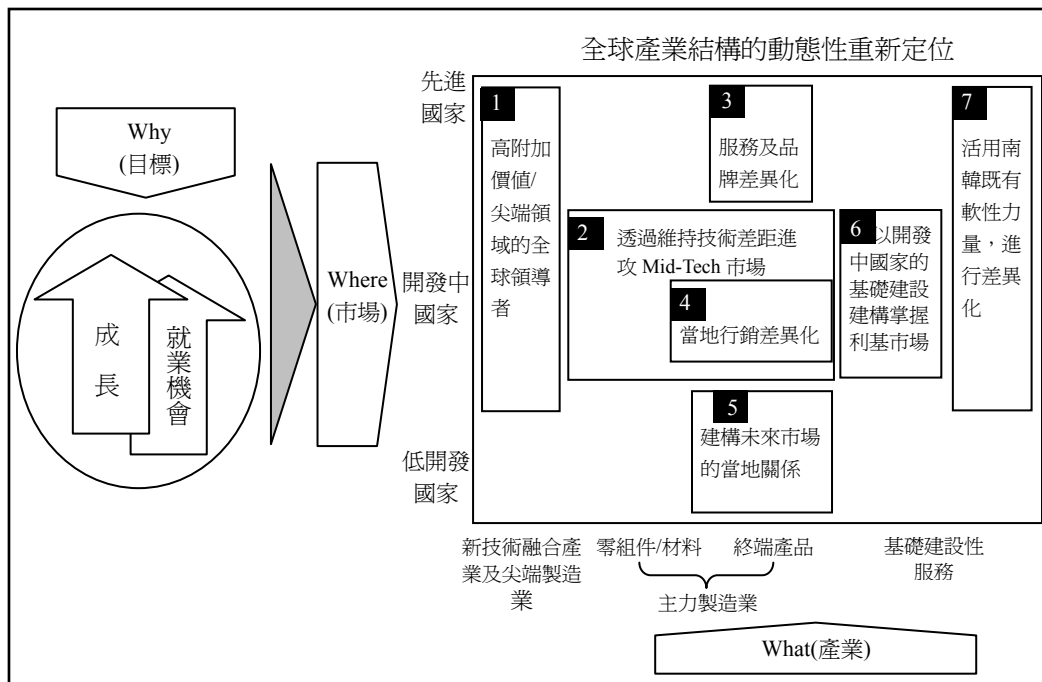 全球產業結構的動態性重新定位
Why
(目標)
成
長
就
業
機
會
Where
(市場)
先進
國家
開發中
國家
低開發
國家
1
高附加
價值/
尖端領
域的全
球領導
者
2
透過維持技術差距進
攻 Mid-Tech 市場
3
服務及品
牌差異化
4
當地行銷差異化
5
建構未來市場
的當地關係
6
以開發
中國家的
基礎建設
建構掌握
利基市場
7
活用南
韓既有
軟性力
量，進
行差異
化
新技術融合產
業及尖端製造
業
零組件/材料
終端產品
主力製造業
基礎建設性
服務
What(產業)